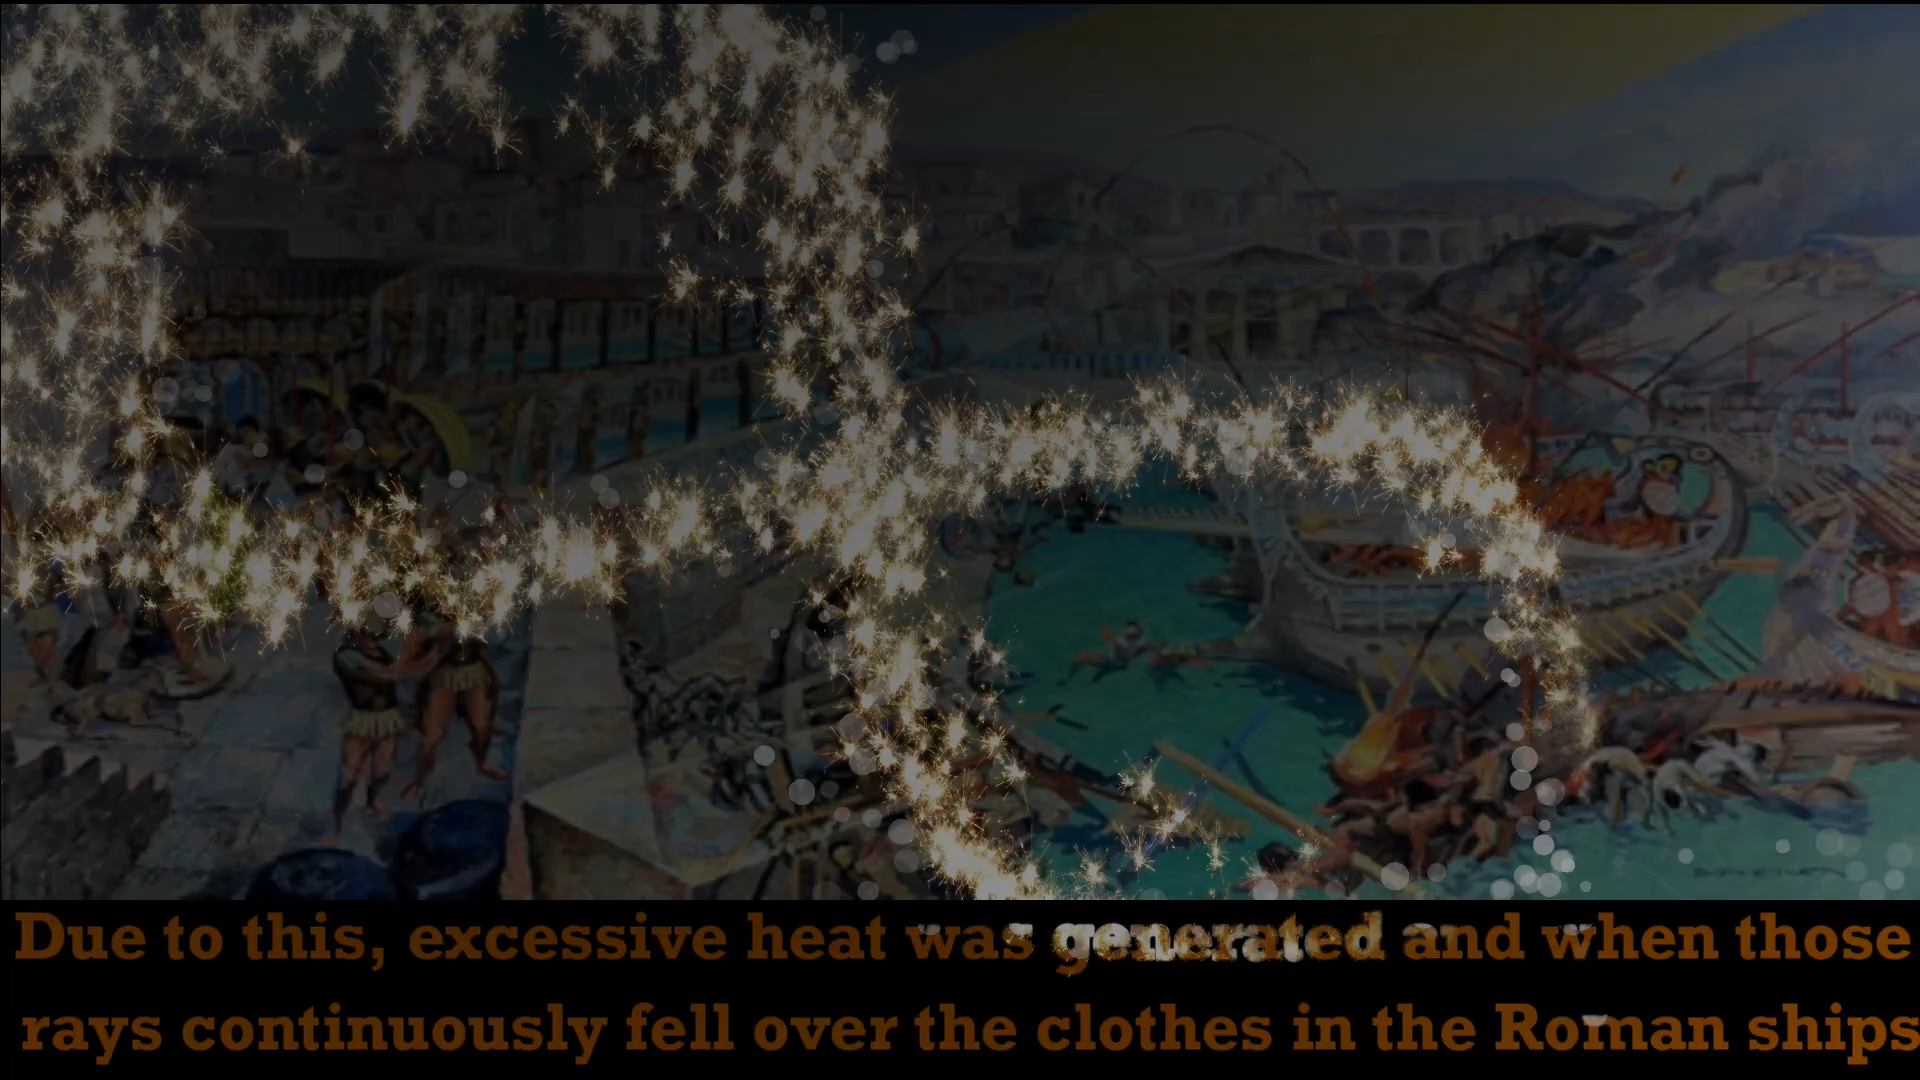 Due to this, excessive heat was generated and when those
rays continuously fell over the clothes in the Roman ships